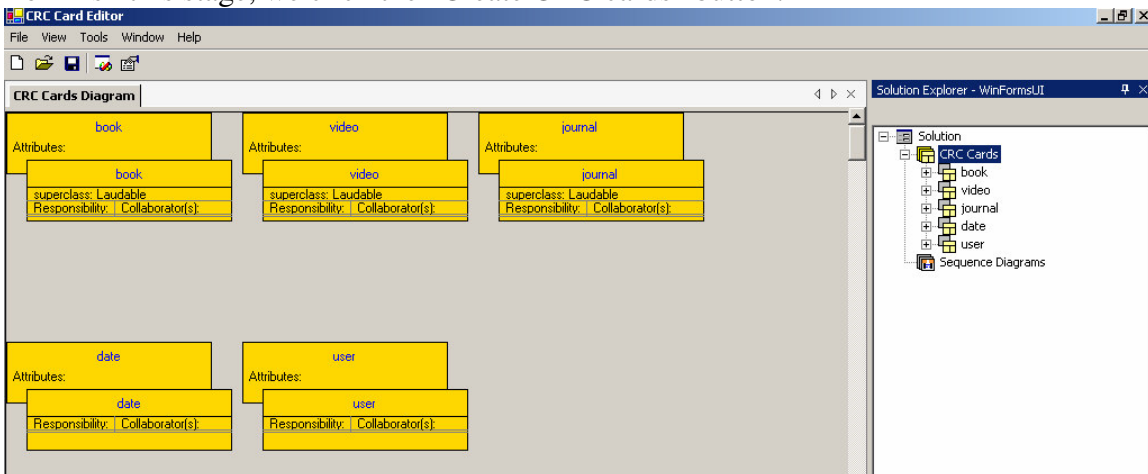 CRC Card Editor
File View Tools Window Help
CRC Cards Diagram
book
Attributes:
book
superclass: Laudable
Responsibility: Collaborator(s):
video
Attributes:
video
superclass: Laudable
Responsibility: Collaborator(s):
journal
Attributes:
journal
superclass: Laudable
Responsibility: Collaborator(s):
date
Attributes:
date
Responsibility: Collaborator(s):
user
Attributes:
user
Responsibility: Collaborator(s):
Solution Explorer - WinFormsUI
Solution
CRC Cards
book
video
journal
date
user
Sequence Diagrams